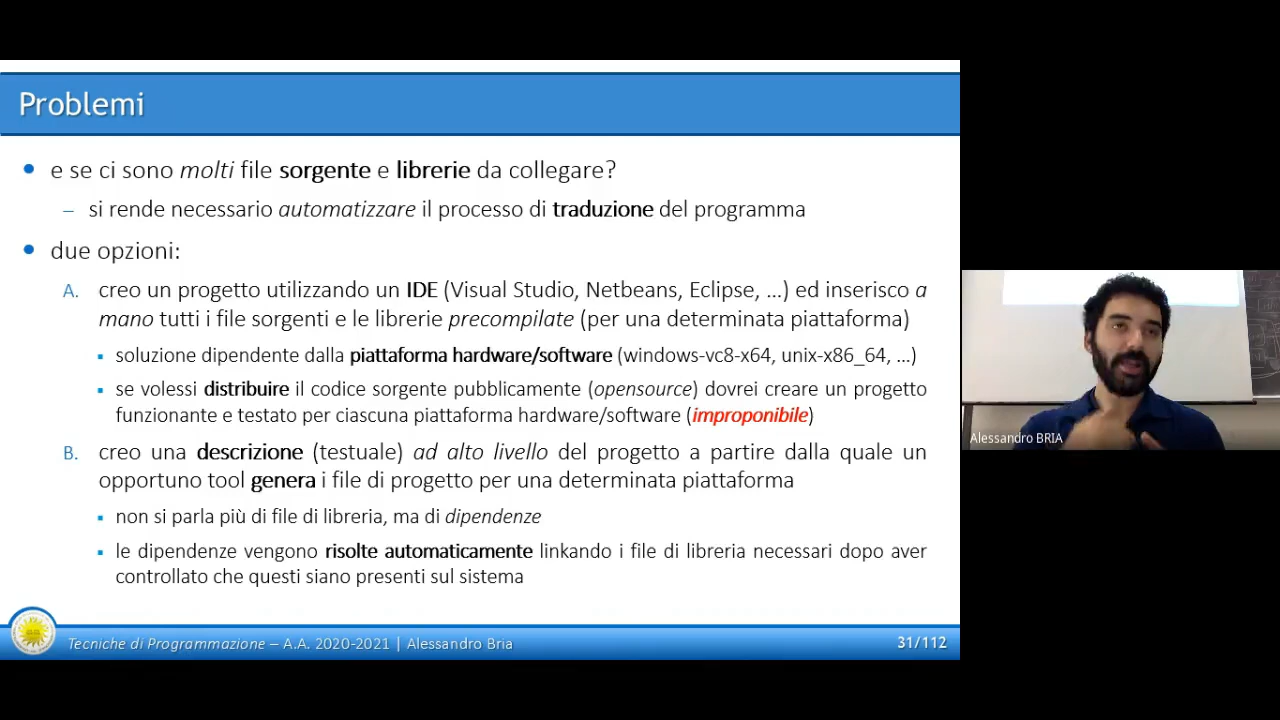 Problemi
• e se ci sono molti file sorgente e librerie da collegare?
– si rende necessario automatizzare il processo di traduzione del programma
• due opzioni:
A. creo un progetto utilizzando un IDE (Visual Studio, Netbeans, Eclipse, …) ed inserisco a
mano tutti i file sorgenti e le librerie precompilate (per una determinata piattaforma)
▪ soluzione dipendente dalla piattaforma hardware/software (windows-vc8-x64, unix-x86_64, …)
▪ se volessi distribuire il codice sorgente pubblicamente (opensource) dovrei creare un progetto
funzionante e testato per ciascuna piattaforma hardware/software (improponibile)
B. creo una descrizione (testuale) ad alto livello del progetto a partire dalla quale un
opportuno tool genera i file di progetto per una determinata piattaforma
▪ non si parla più di file di libreria, ma di dipendenze
▪ le dipendenze vengono risolte automaticamente linkando i file di libreria necessari dopo aver
controllato che questi siano presenti sul sistema
Tecniche di Programmazione – A.A. 2020-2021 | Alessandro Bria
31/112
Alessandro BRIA